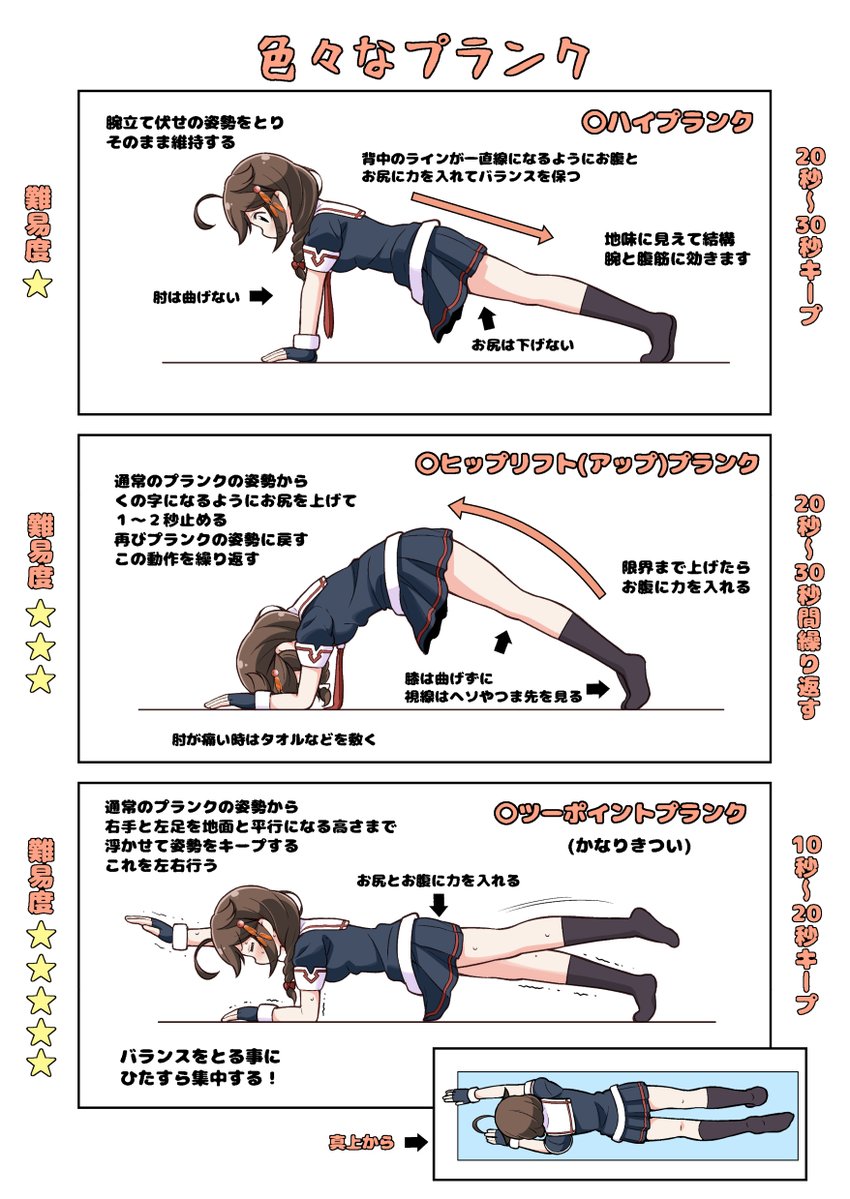 色々なプランク
難易度☆
腕立て伏せの姿勢をとり
そのまま維持する
〇ハイプランク
背中のラインが一直線になるようにお腹と
お尻に力を入れてバランスを保つ
地味に見えて結構
腕と腹筋に効きます
肘は曲げない
お尻は下げない
20秒〜30秒キープ
難易度☆☆☆
〇ヒップリフト(アップ)プランク
通常のプランクの姿勢から
くの字になるようにお尻を上げて
1〜2秒止める
再びプランクの姿勢に戻す
この動作を繰り返す
限界まで上げたら
お腹に力を入れる
膝は曲げずに
視線はヘソやつま先を見る
肘が痛い時はタオルなどを敷く
20秒〜30秒間繰り返す
難易度☆☆☆☆☆
通常のプランクの姿勢から
右手と左足を地面と平行になる高さまで
浮かせて姿勢をキープする
これを左右行う
〇ツーポイントプランク
(かなりきつい)
お尻とお腹に力を入れる
バランスをとる事に
ひたすら集中する！
10秒〜20秒キープ
真上から